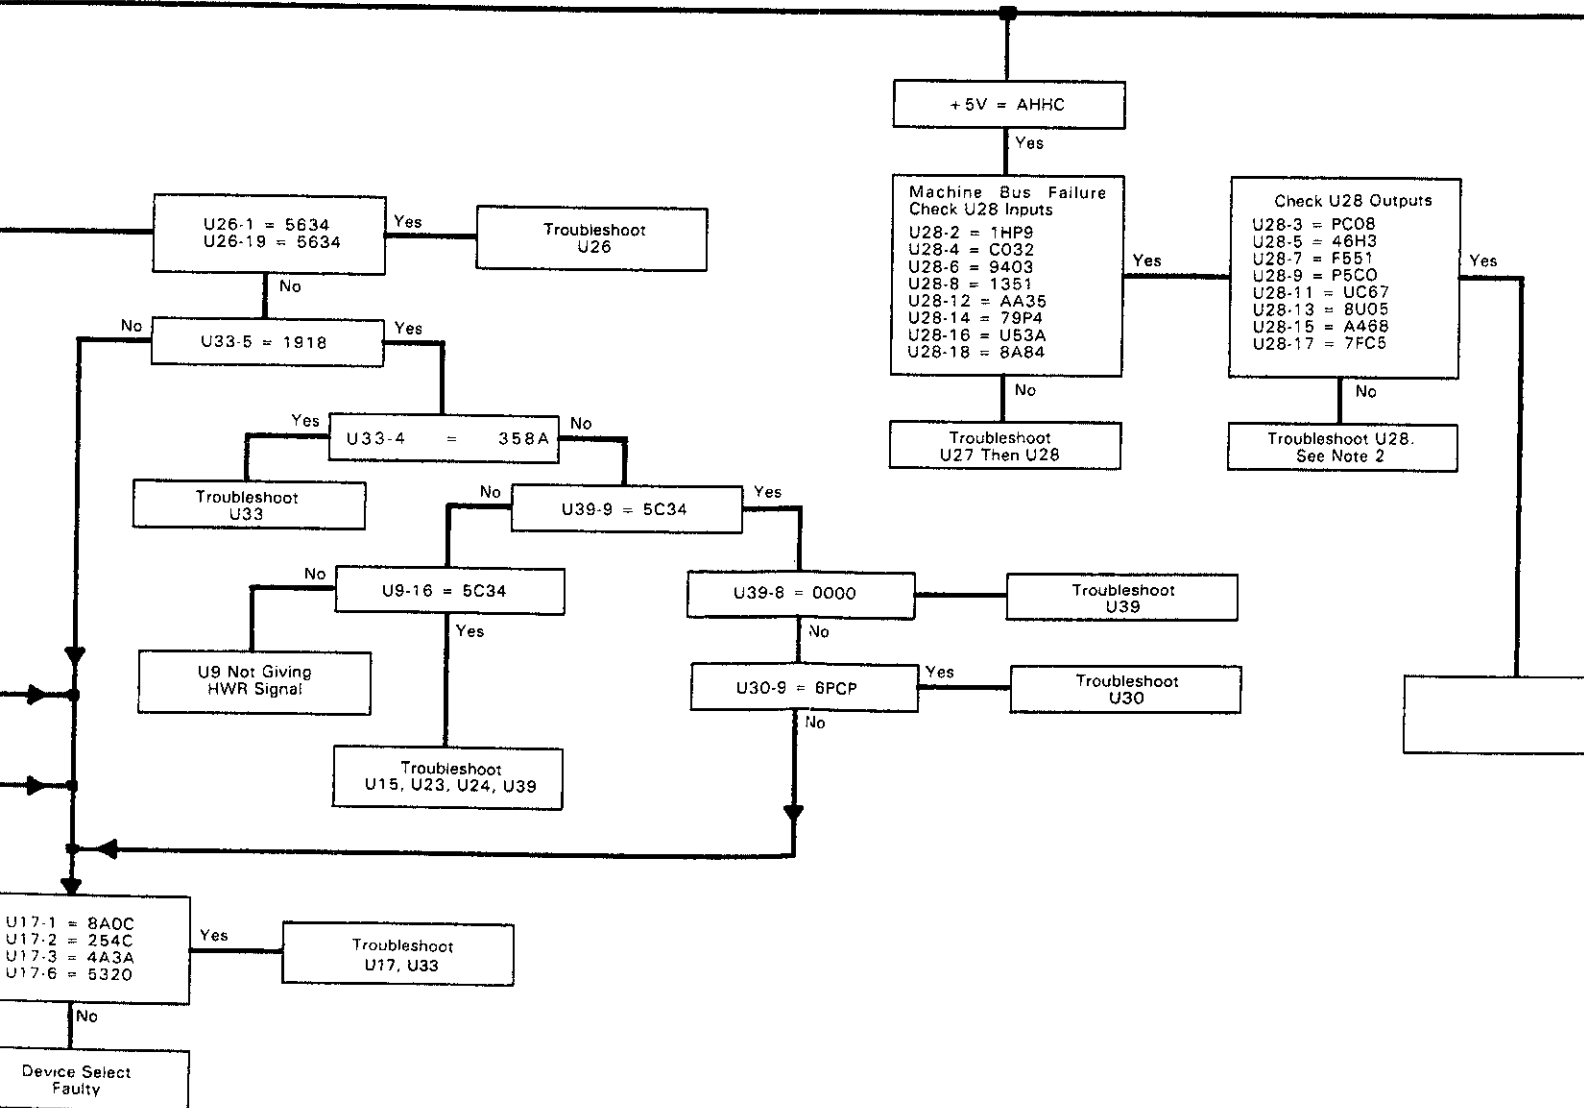 +5V = AHHC
Yes
Machine Bus Failure
Check U28 Inputs
U28-2 = 1HP9
U28-4 = C032
U28-6 = 9403
U28-8 = 1351
U28-12 = AA35
U28-14 = 79P4
U28-16 = U53A
U28-18 = 8A84
Yes
No
Troubleshoot
U27 Then U28
Check U28 Outputs
U28-3 = PC08
U28-5 = 46H3
U28-7 = F551
U28-9 = P5C0
U28-11 = UC67
U28-13 = 8U05
U28-15 = A468
U28-17 = 7FC5
Yes
No
Troubleshoot U28.
See Note 2
U26-1 = 5634
U26-19 = 5634
Yes
Troubleshoot
U26
No
No
U33-5 = 1918
Yes
Yes
U33-4 = 358A
No
Troubleshoot
U33
No
U39-9 = 5C34
Yes
No
U9-16 = 5C34
Yes
U39-8 = 0000
Troubleshoot
U39
No
U9 Not Giving
HWR Signal
U30-9 = 6PCP
Yes
Troubleshoot
U30
No
Troubleshoot
U15, U23, U24, U39
U17-1 = 8A0C
U17-2 = 254C
U17-3 = 4A3A
U17-6 = 5320
Yes
Troubleshoot
U17, U33
No
Device Select
Faulty